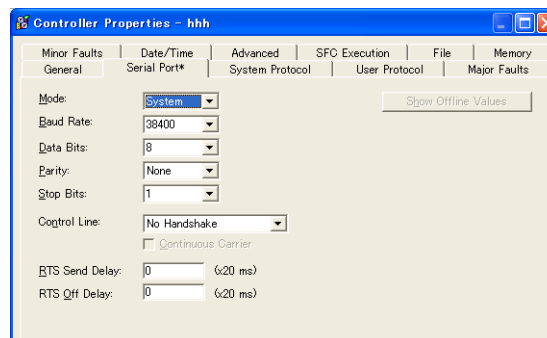 Controller Properties - hhh
Minor Faults Date/Time Advanced SFC Execution File Memory
General Serial Port* System Protocol User Protocol Major Faults
Mode: System Show Offline Values
Baud Rate: 38400
Data Bits: 8
Parity: None
Stop Bits: 1
Control Line: No Handshake
Continuous Carrier
RTS Send Delay: 0 (x20 ms)
RTS Off Delay: 0 (x20 ms)